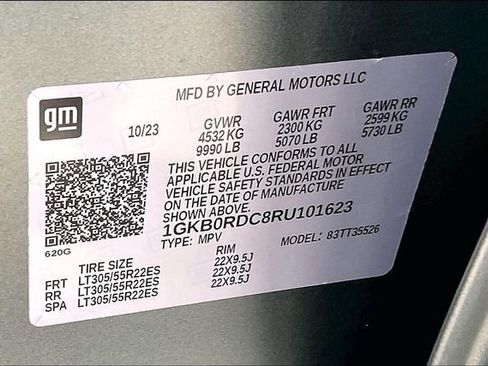 gm
MFD BY GENERAL MOTORS LLC
10/23 GVWR GAWR FRT GAWR RR
4532 KG 2300 KG 2599 KG
9990 LB 5070 LB 5730 LB
THIS VEHICLE CONFORMS TO ALL
APPLICABLE U.S. FEDERAL MOTOR
VEHICLE SAFETY STANDARDS IN EFFECT
ON THE DATE OF MANUFACTURE
SHOWN ABOVE.
1GKB0RDC8RU101623
620G TYPE: MPV MODEL: 83TT35526
TIRE SIZE RIM
FRT LT305/55R22ES 22X9.5J
RR LT305/55R22ES 22X9.5J
SPA LT305/55R22ES 22X9.5J